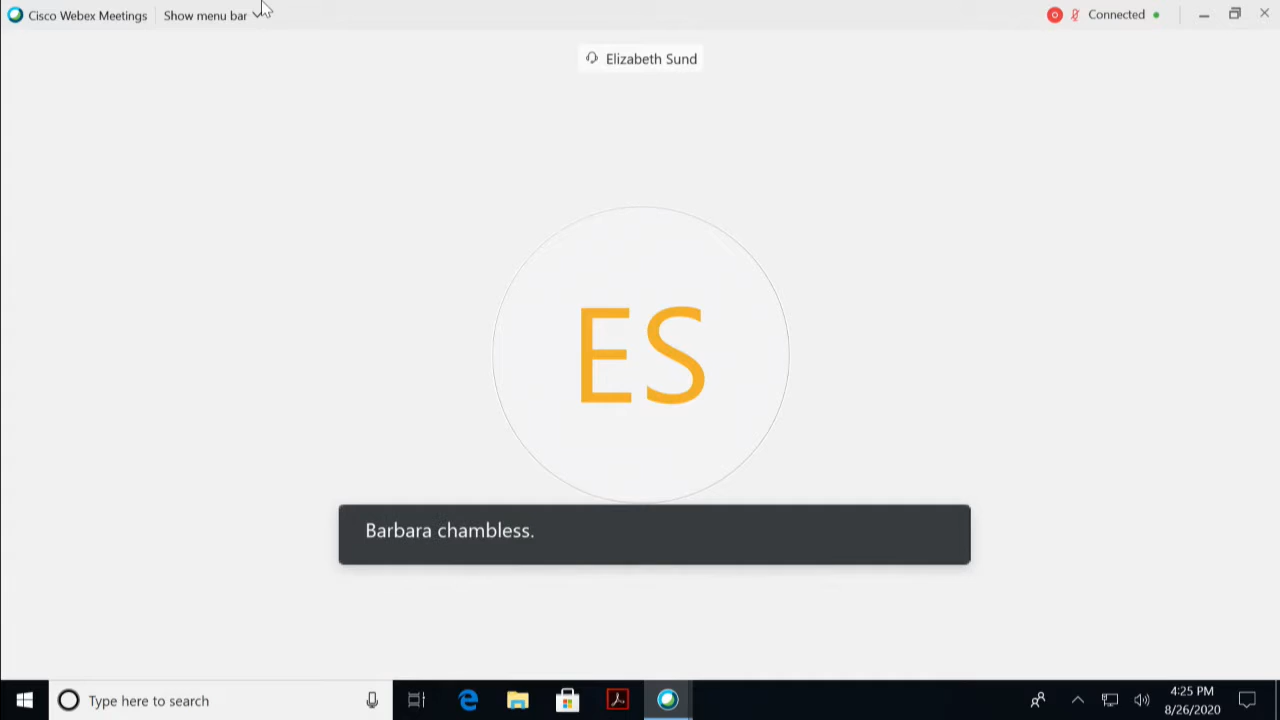 Cisco Webex Meetings
Show menu bar
Connected
Elizabeth Sund
ES
Barbara chambless.
Type here to search
4:25 PM
8/26/2020